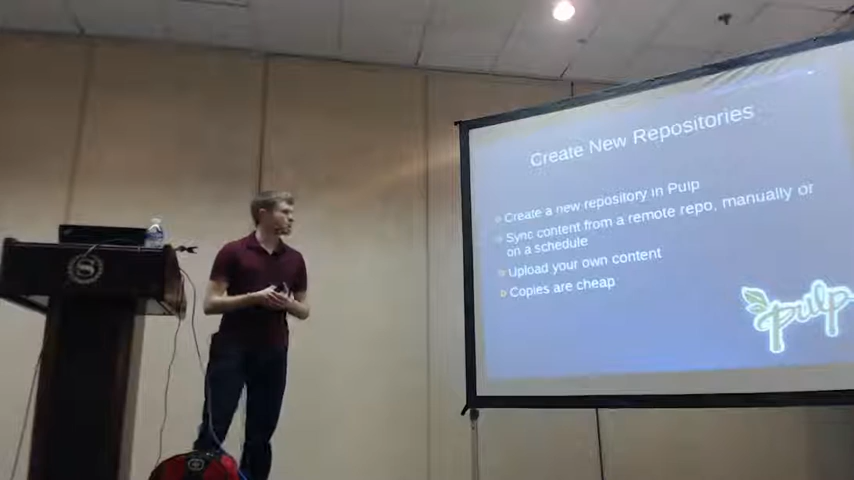 Create New Repositories
Create a new repository in Pulp
Sync content from a remote repo, manually or
on a schedule
Upload your own content
Copies are cheap
pulp
S